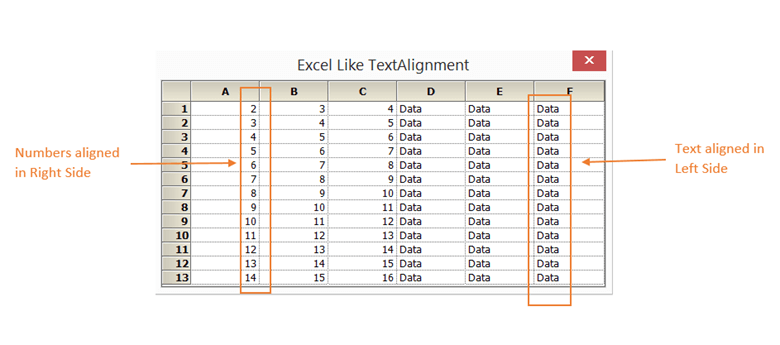 Excel Like TextAlignment
A B C D E F
1 2 3 4 Data Data Data
2 3 4 5 Data Data Data
3 4 5 6 Data Data Data
4 5 6 7 Data Data Data
5 6 7 8 Data Data Data
6 7 8 9 Data Data Data
7 8 9 10 Data Data Data
8 9 10 11 Data Data Data
9 10 11 12 Data Data Data
10 11 12 13 Data Data Data
11 12 13 14 Data Data Data
12 13 14 15 Data Data Data
13 14 15 16 Data Data Data
Numbers aligned
in Right Side
Text aligned in
Left Side